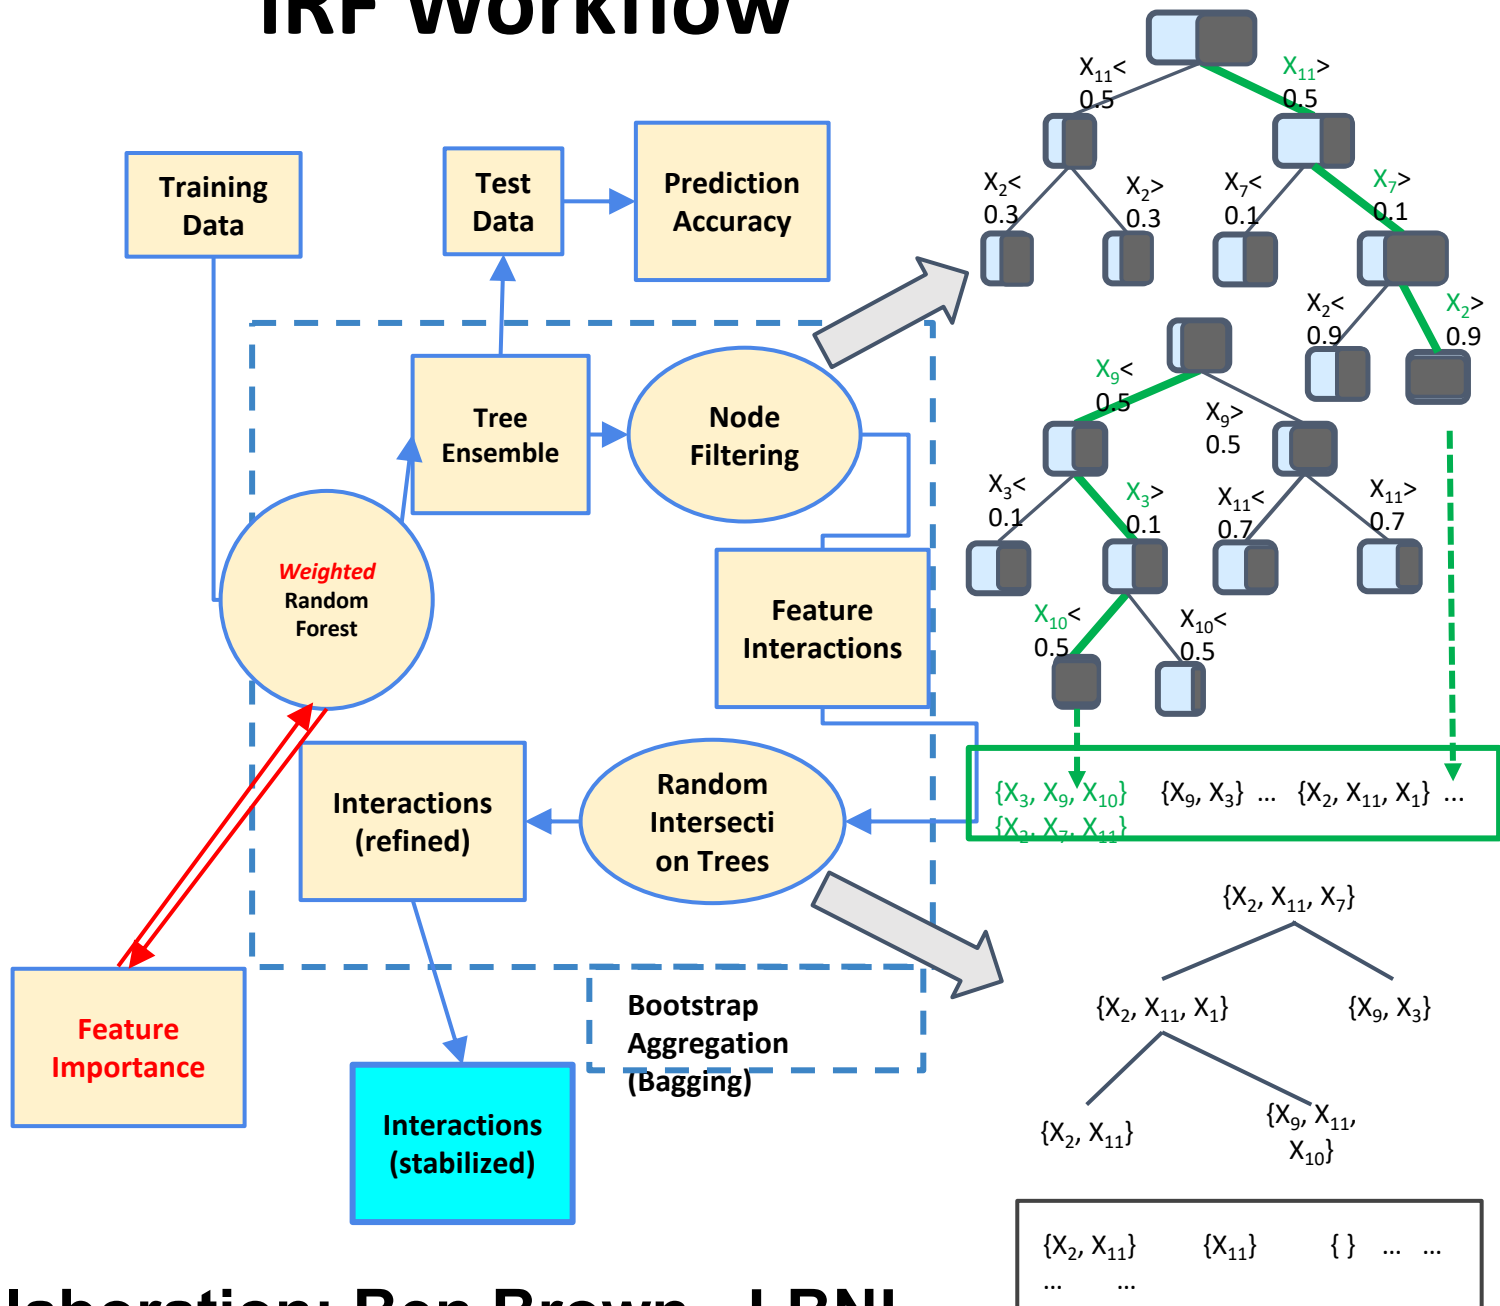 iRF Workflow
Training
Data
Test
Data
Prediction
Accuracy
Tree
Ensemble
Node
Filtering
Weighted
Random
Forest
Feature
Interactions
Interactions
(refined)
Random
Intersecti
on Trees
Feature
Importance
Bootstrap
Aggregation
(Bagging)
Interactions
(stabilized)
X11<
0.5
X11>
0.5
X2<
0.3
X2>
0.3
X7<
0.1
X7>
0.1
X2<
0.9
X2>
0.9
X9<
0.5
X9>
0.5
X3<
0.1
X3>
0.1
X11<
0.7
X11>
0.7
X10<
0.5
X10<
0.5
{X3, X9, X10} {X9, X3} ... {X2, X11, X1} ...
{X2, X7, X11}
{X2, X11, X7}
{X2, X11, X1} {X9, X3}
{X2, X11}
{X9, X11,
X10}
{X2, X11} {X11} { } ... ...
... ...
Ben Brown LBNL